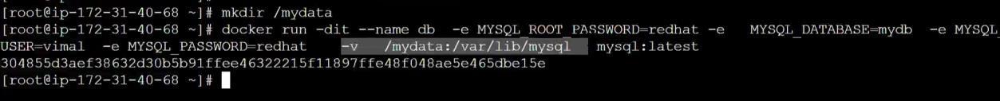 [root@ip-172-31-40-68 ~]# mkdir /mydata
[root@ip-172-31-40-68 ~]# docker run -dit --name db -e MYSQL_ROOT_PASSWORD=redhat -e MYSQL_DATABASE=mydb -e MYSQL_
USER=vimal -e MYSQL_PASSWORD=redhat -v /mydata:/var/lib/mysql mysql:latest
304855d3aef38632d30b5b91ffee46322215f11897ffe48f048ae5e465dbe15e
[root@ip-172-31-40-68 ~]#